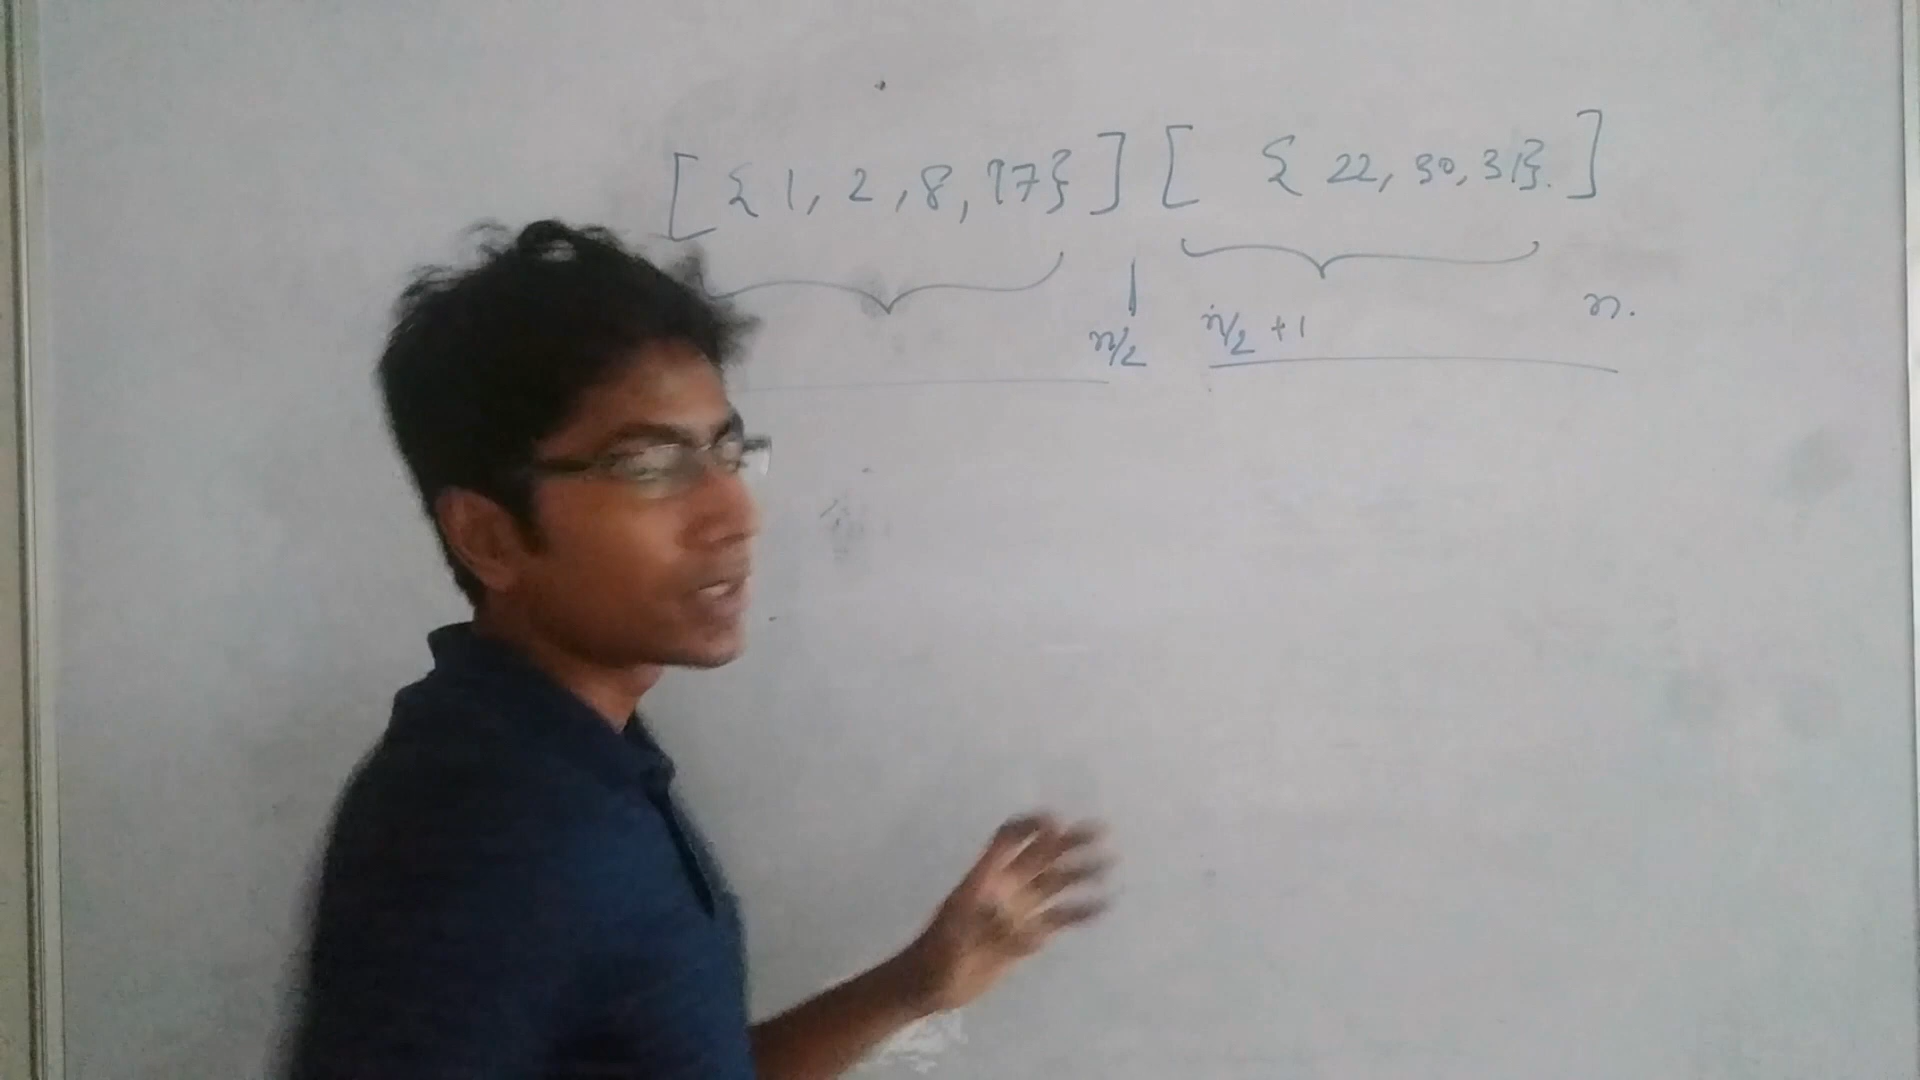 [ { 1, 2, 8, 17 } ] [ { 22, 30, 31 }. ]
n/2 n/2 + 1 n.